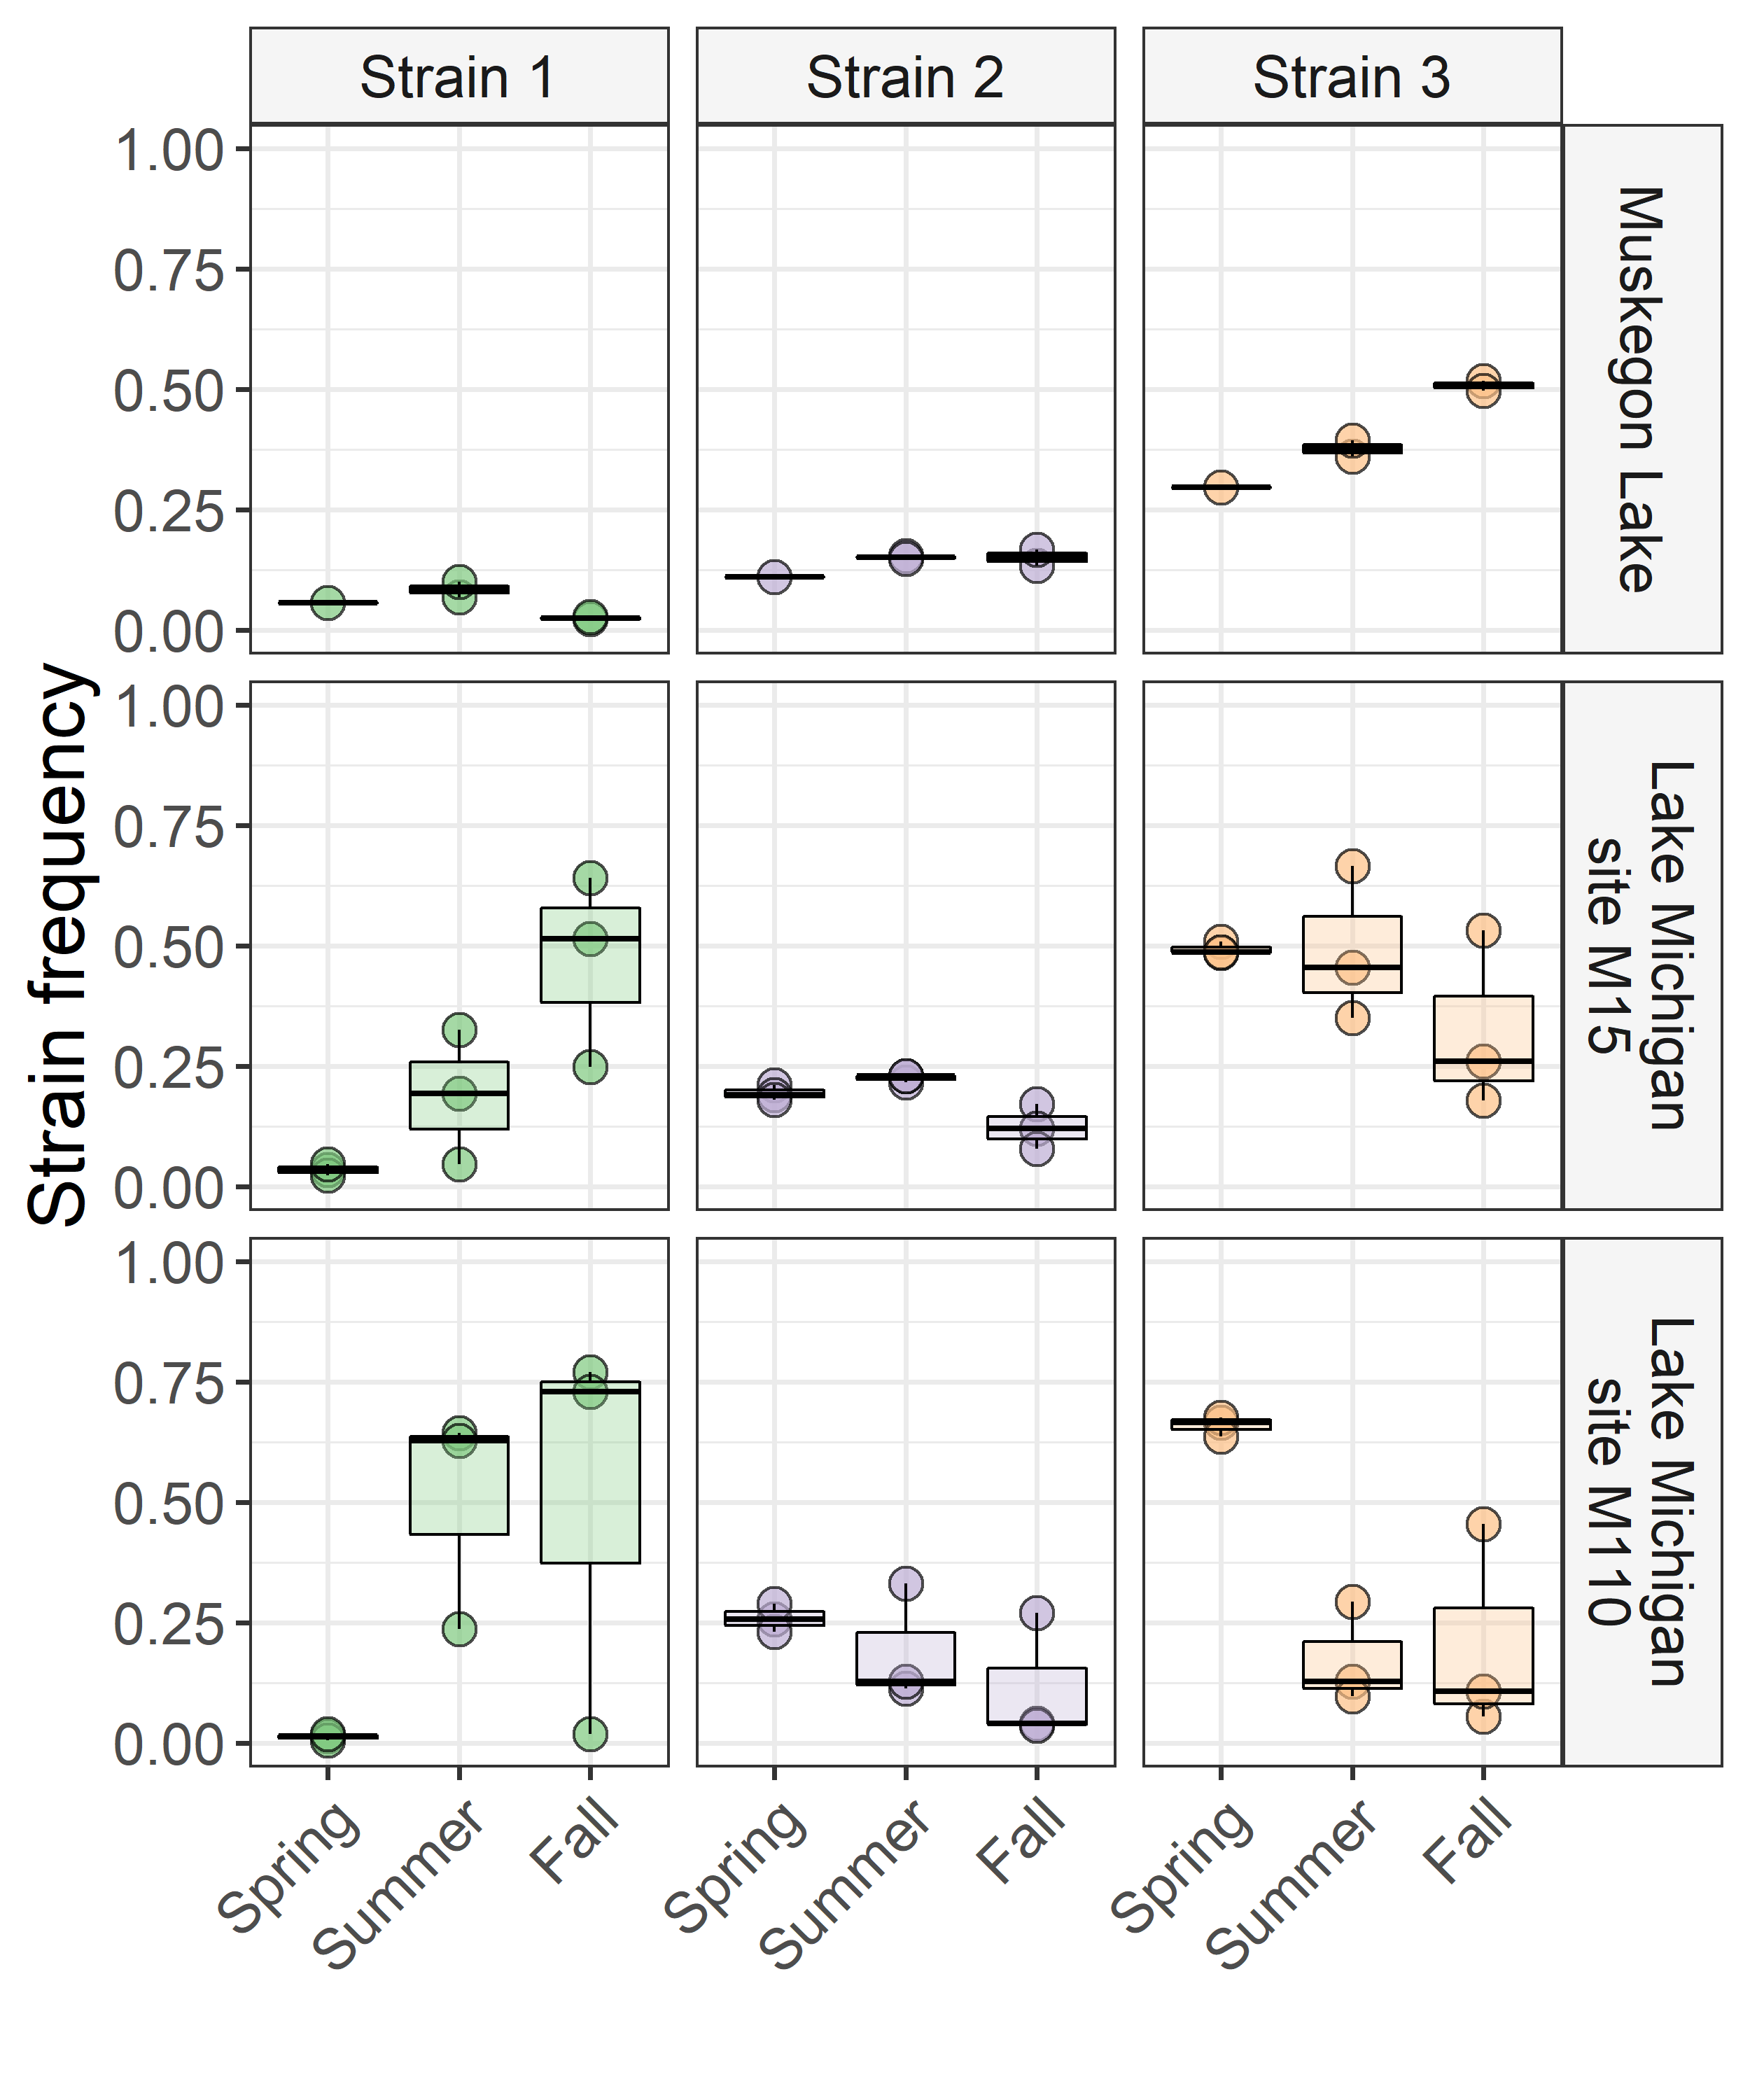 Strain 1
Strain 2
Strain 3
1.00
0.75
0.50
0.25
0.00
Muskegon Lake
Strain frequency
1.00
0.75
0.50
0.25
0.00
Lake Michigan
site M15
1.00
0.75
0.50
0.25
0.00
Lake Michigan
site M110
Spring
Summer
Fall
Spring
Summer
Fall
Spring
Summer
Fall